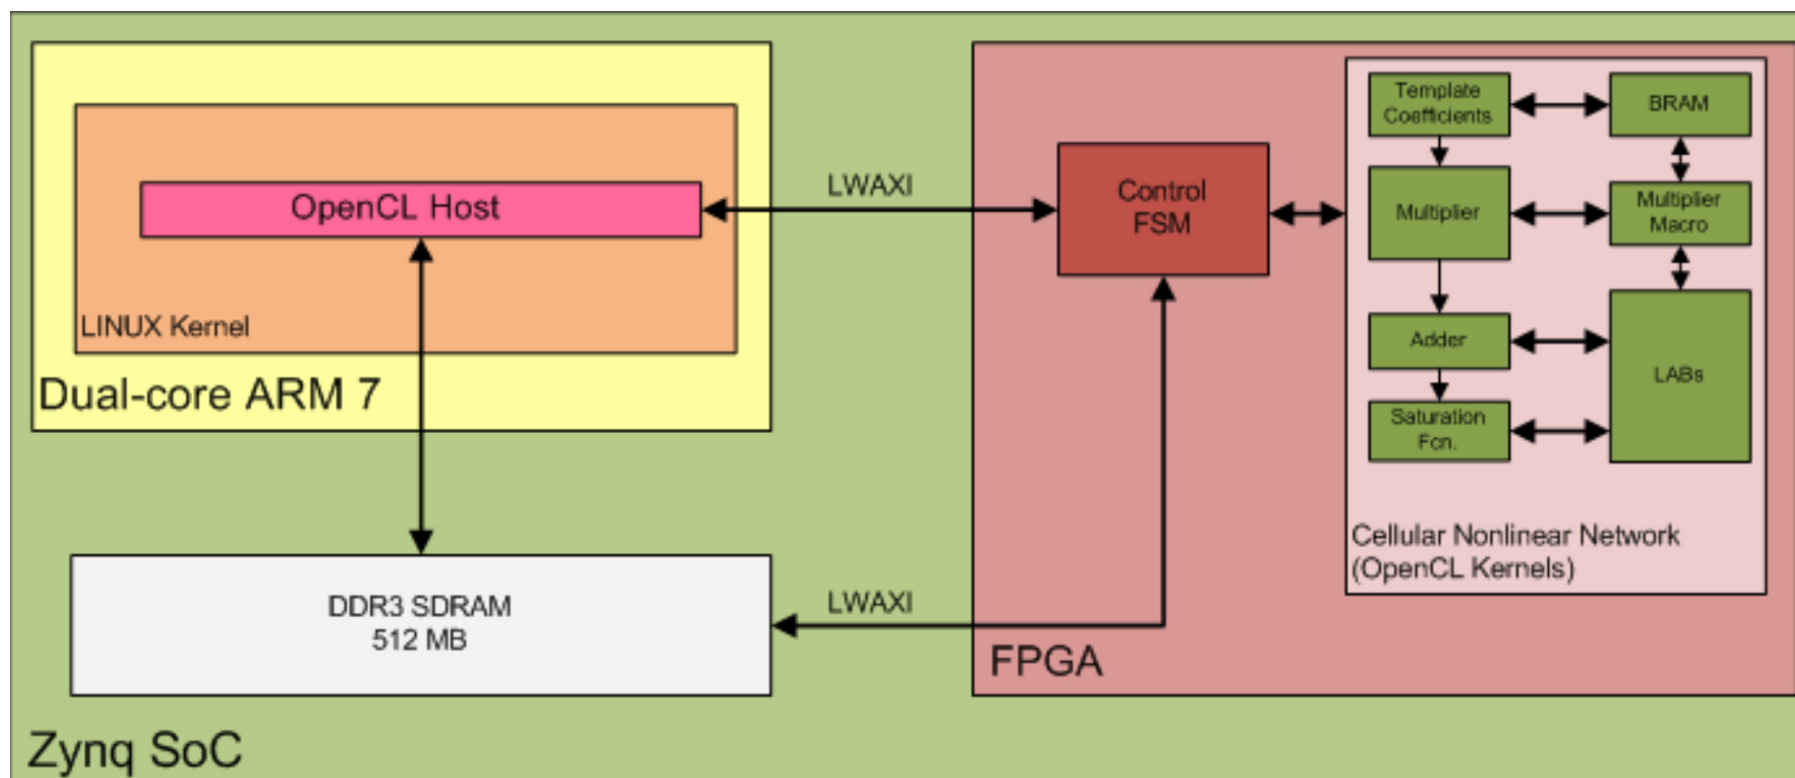 OpenCL Host
LINUX Kernel
Dual-core ARM 7
LWAXI
DDR3 SDRAM
512 MB
LWAXI
Zynq SoC
Control
FSM
FPGA
Template
Coefficients
BRAM
Multiplier
Multiplier
Macro
Adder
LABs
Saturation
Fcn.
Cellular Nonlinear Network
(OpenCL Kernels)